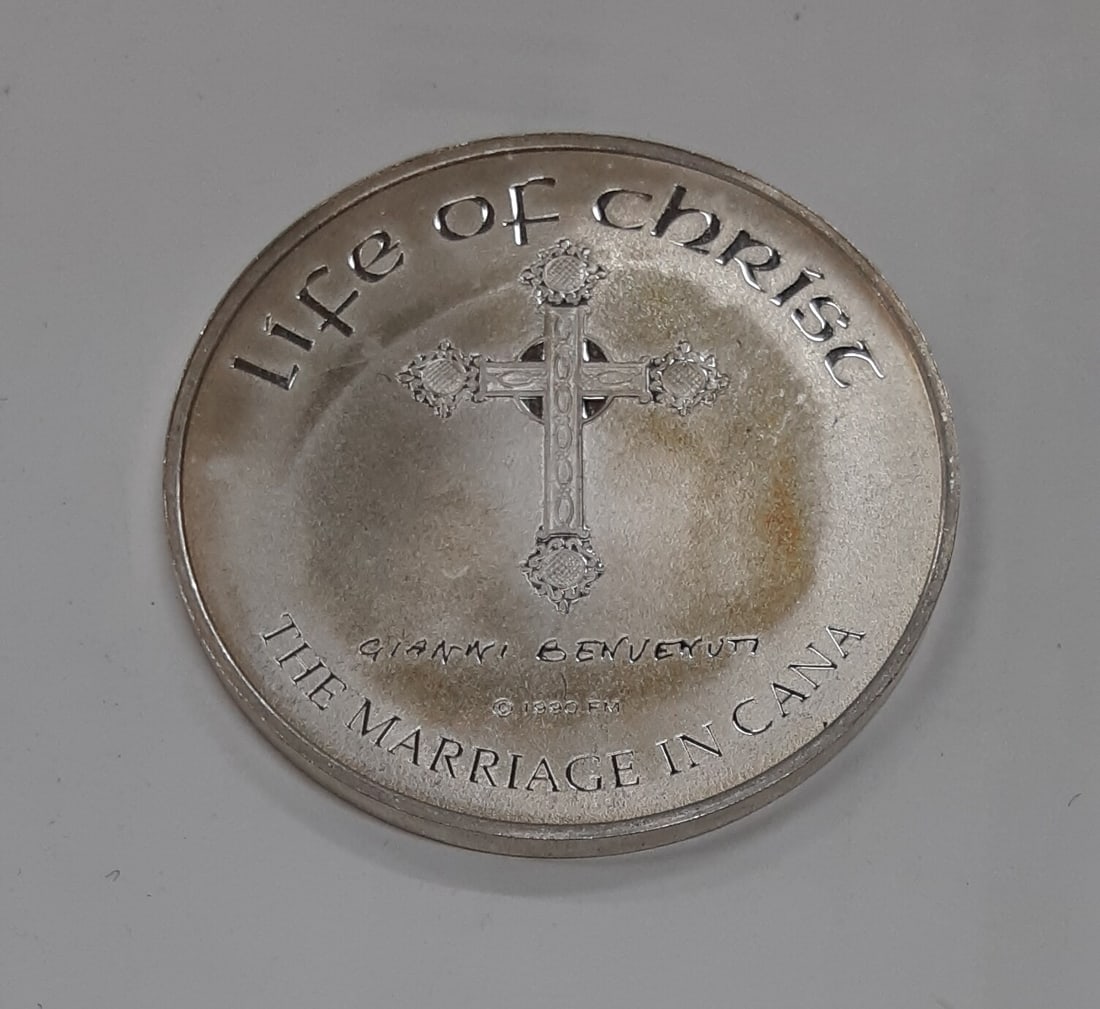 Life of Christ
GIANNI BENVENUTI
© 1990 FM
THE MARRIAGE IN CANA